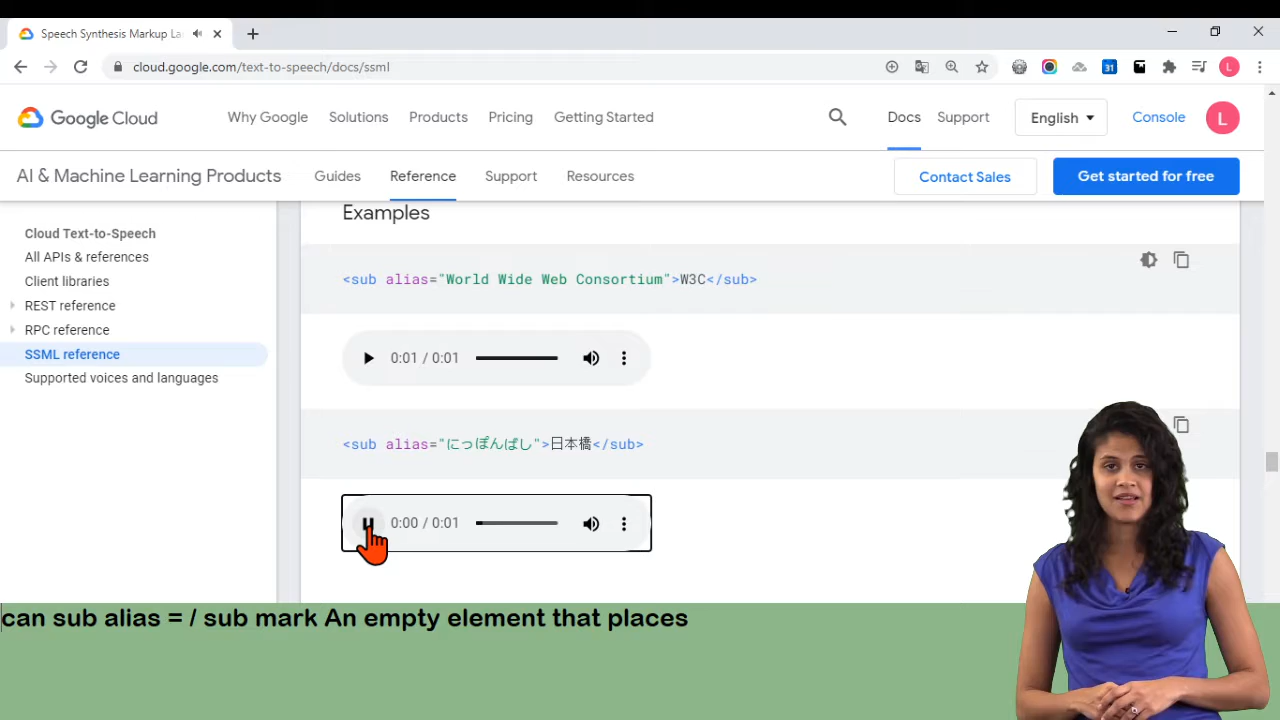 Speech Synthesis Markup La
cloud.google.com/text-to-speech/docs/ssml
31
L
Google Cloud
Why Google
Solutions
Products
Pricing
Getting Started
Docs
Support
English
Console
L
AI & Machine Learning Products
Guides
Reference
Support
Resources
Contact Sales
Get started for free
Cloud Text-to-Speech
All APIs & references
Client libraries
REST reference
RPC reference
SSML reference
Supported voices and languages
Examples
<sub alias="World Wide Web Consortium">W3C</sub>
0:01 / 0:01
<sub alias="にっぽんばし">日本橋</sub>
0:00 / 0:01
can sub alias = / sub mark An empty element that places